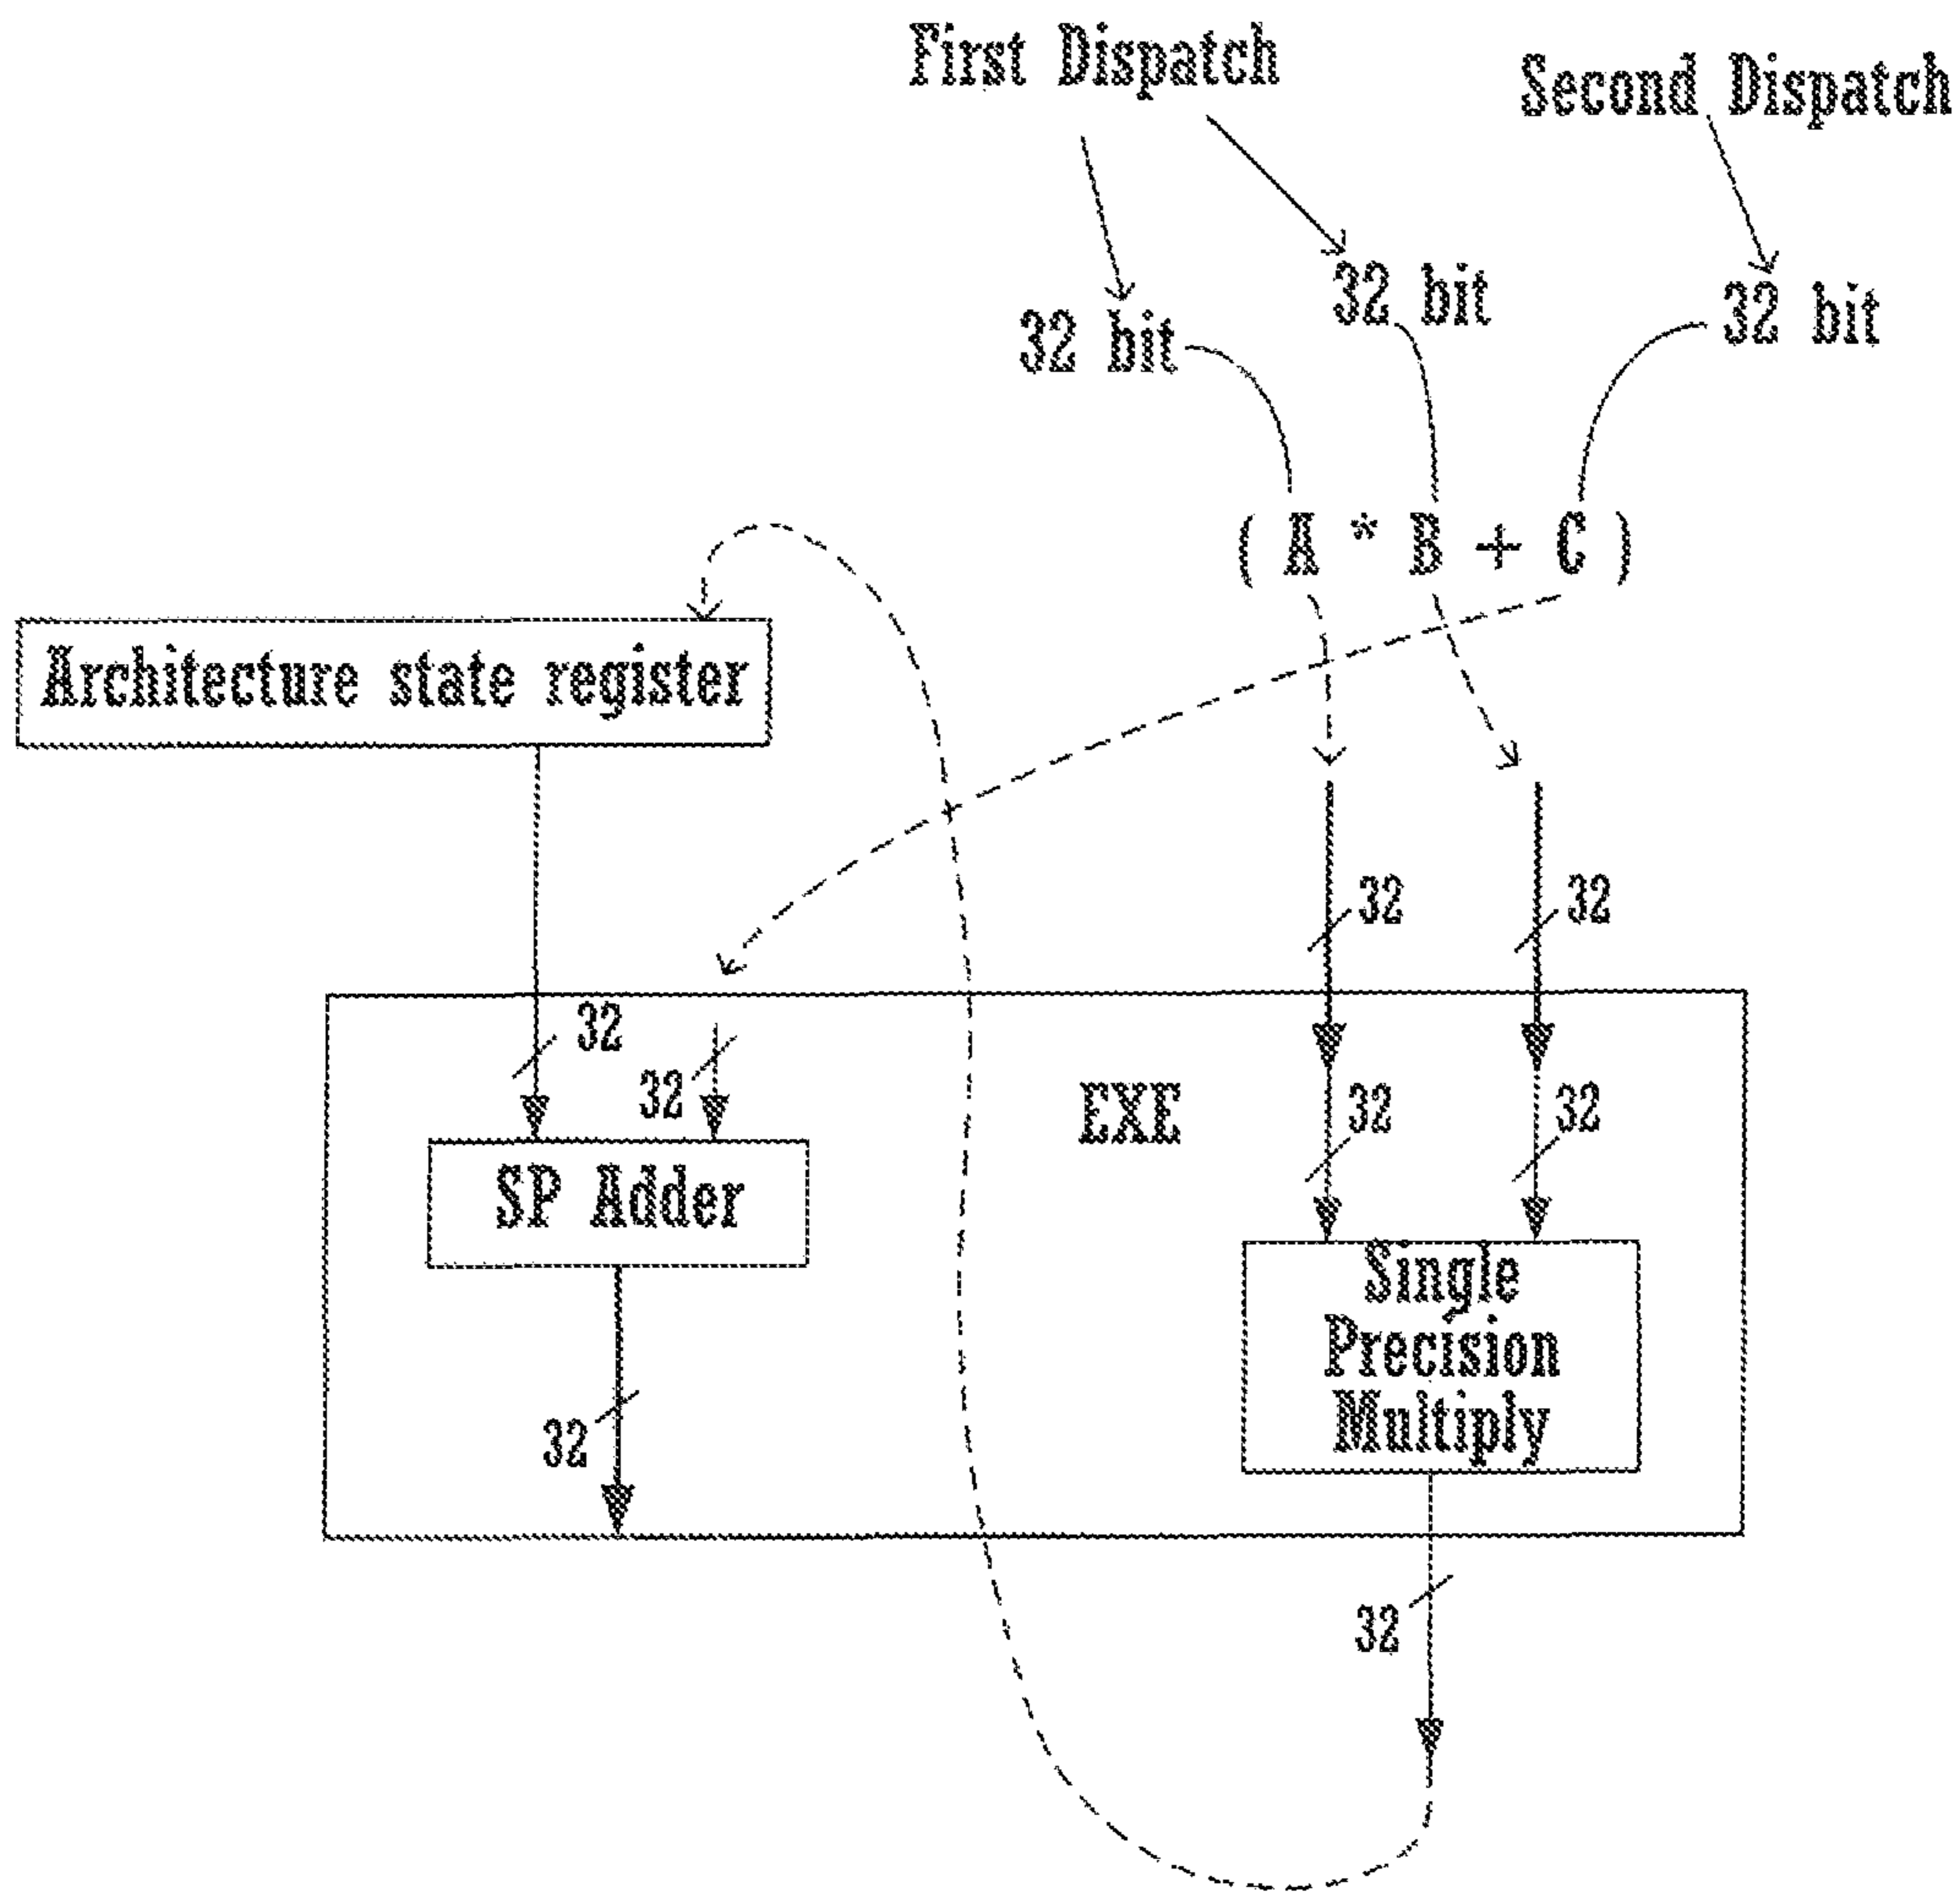 First Dispatch
Second Dispatch
32 bit
32 bit
32 bit
( A * B + C )
Architecture state register
32
32
32
32
EXE
32
32
SP Adder
Single
Precision
Multiply
32
32